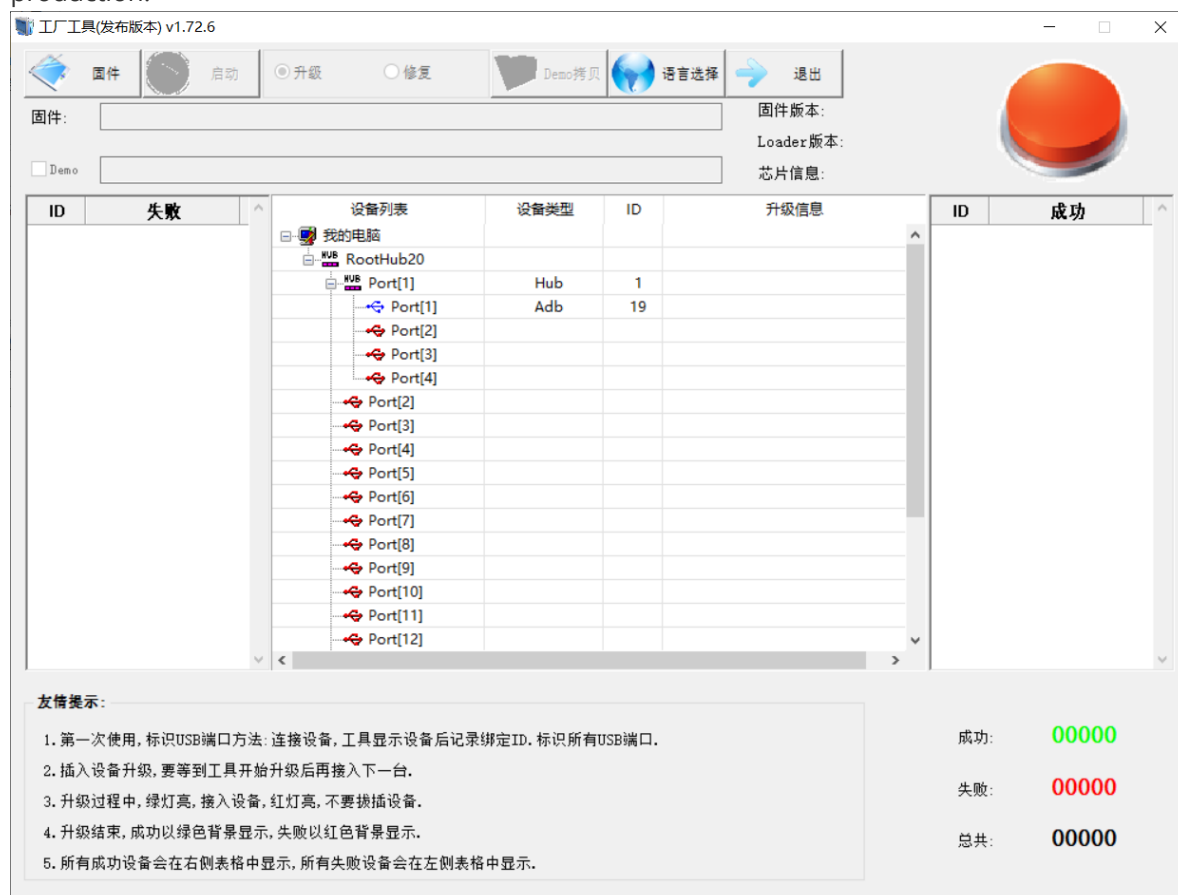 production.
工厂工具(发布版本) v1.72.6
固件 启动 升级 修复 Demo拷贝 语言选择 退出
固件: 固件版本:
Loader版本:
Demo 芯片信息:
ID 失败
设备列表 设备类型 ID 升级信息
我的电脑
RootHub20
Port[1] Hub 1
Port[1] Adb 19
Port[2]
Port[3]
Port[4]
Port[2]
Port[3]
Port[4]
Port[5]
Port[6]
Port[7]
Port[8]
Port[9]
Port[10]
Port[11]
Port[12]
ID 成功
友情提示:
1.第一次使用,标识USB端口方法:连接设备,工具显示设备后记录绑定ID.标识所有USB端口.
2.插入设备升级,要等到工具开始升级后再接入下一台.
3.升级过程中,绿灯亮,接入设备,红灯亮,不要拔插设备.
4.升级结束,成功以绿色背景显示,失败以红色背景显示.
5.所有成功设备会在右侧表格中显示,所有失败设备会在左侧表格中显示.
成功: 00000
失败: 00000
总共: 00000